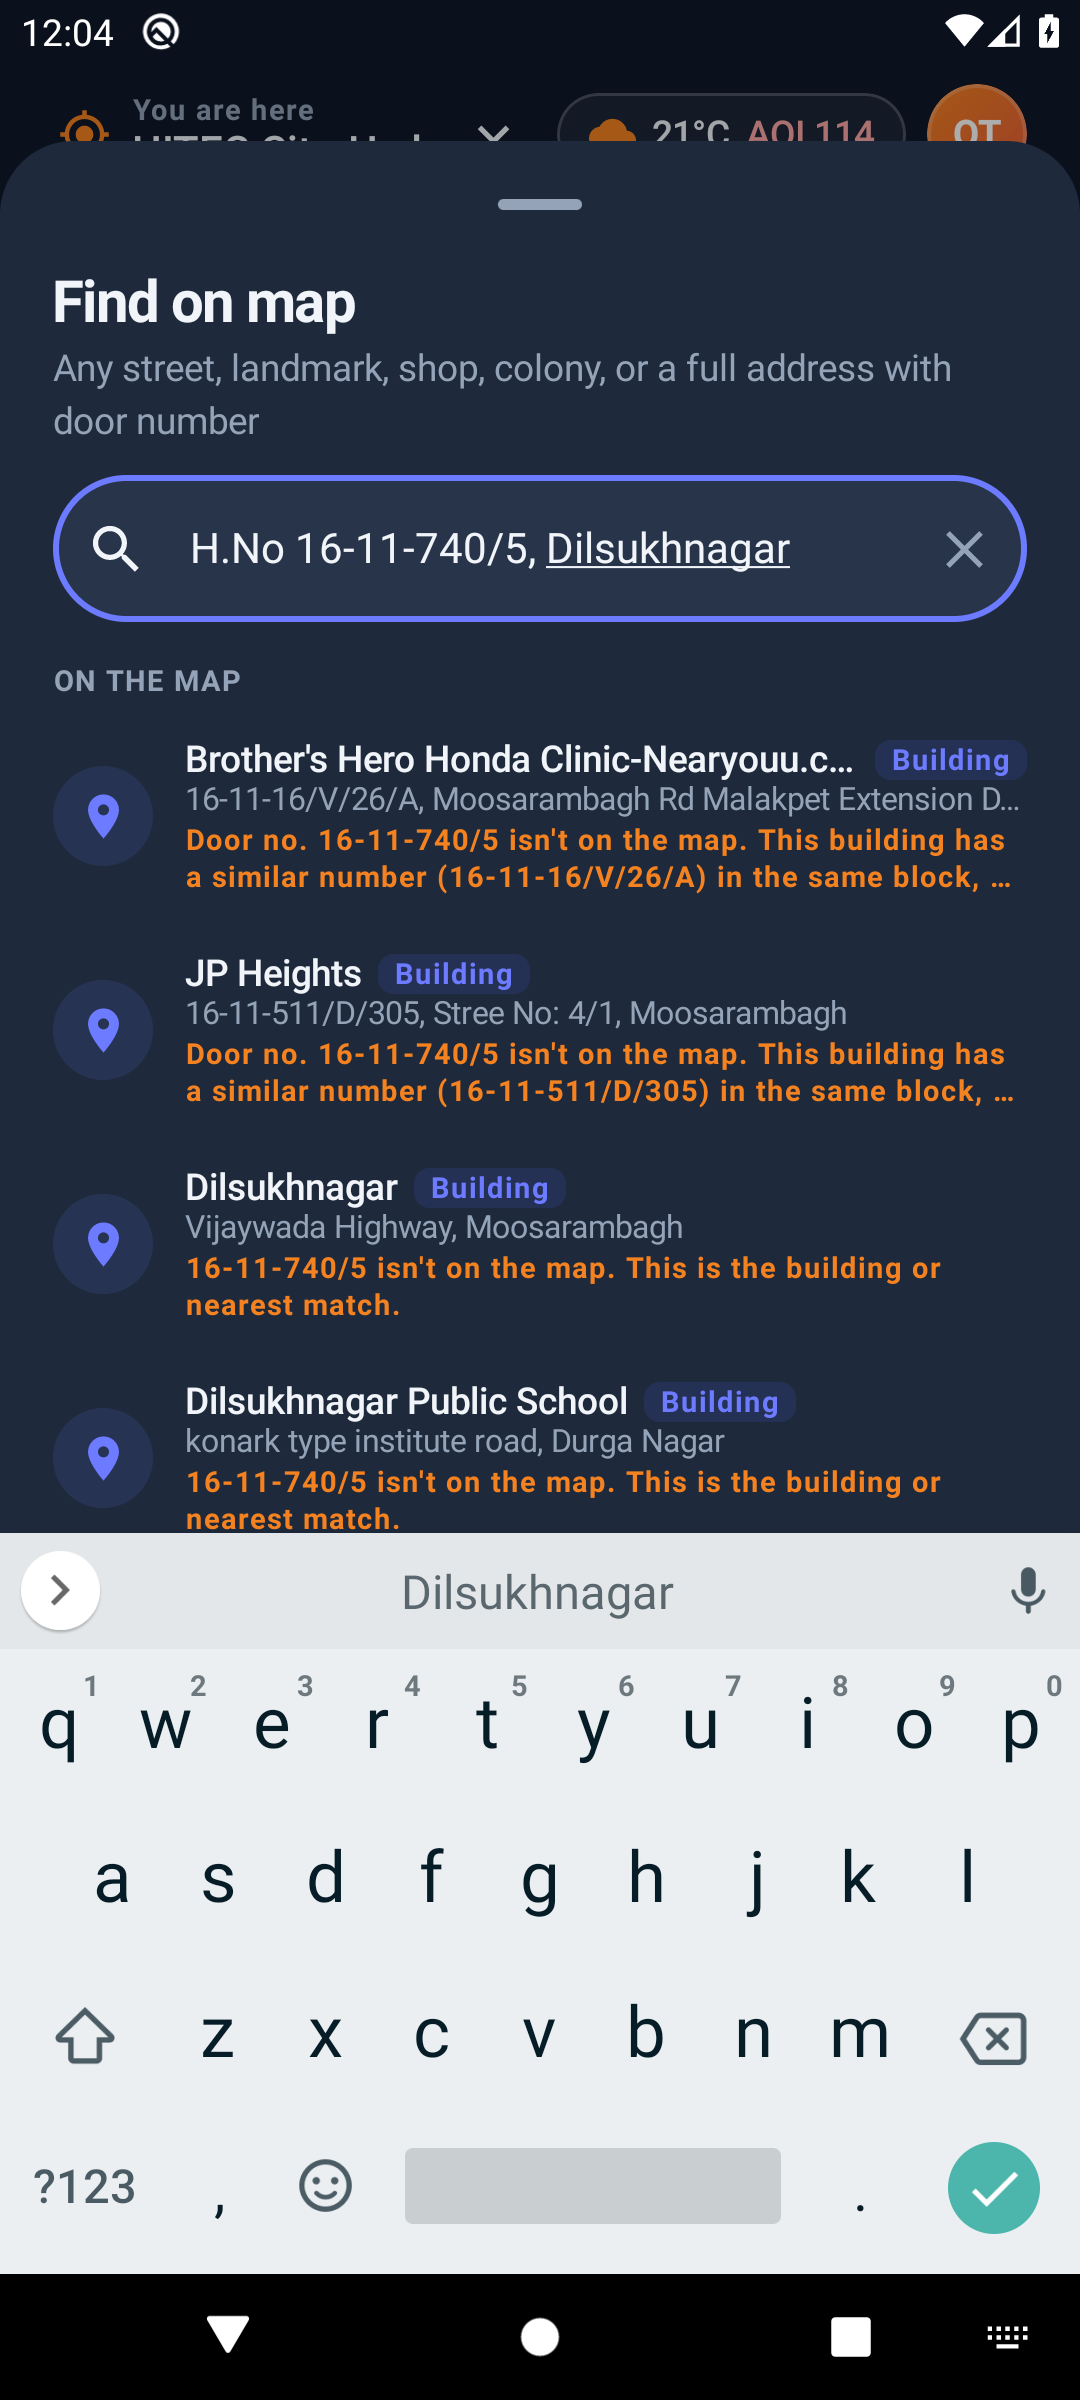 12:04
You are here
21°C AQI 114
OT
Find on map
Any street, landmark, shop, colony, or a full address with
door number
H.No 16-11-740/5, Dilsukhnagar
ON THE MAP
Brother's Hero Honda Clinic-Nearyouu.c... Building
16-11-16/V/26/A, Moosarambagh Rd Malakpet Extension D...
Door no. 16-11-740/5 isn't on the map. This building has
a similar number (16-11-16/V/26/A) in the same block, ...
JP Heights Building
16-11-511/D/305, Stree No: 4/1, Moosarambagh
Door no. 16-11-740/5 isn't on the map. This building has
a similar number (16-11-511/D/305) in the same block, ...
Dilsukhnagar Building
Vijaywada Highway, Moosarambagh
16-11-740/5 isn't on the map. This is the building or
nearest match.
Dilsukhnagar Public School Building
konark type institute road, Durga Nagar
16-11-740/5 isn't on the map. This is the building or
nearest match.
Dilsukhnagar
1 2 3 4 5 6 7 8 9 0
q w e r t y u i o p
a s d f g h j k l
z x c v b n m
?123 , .